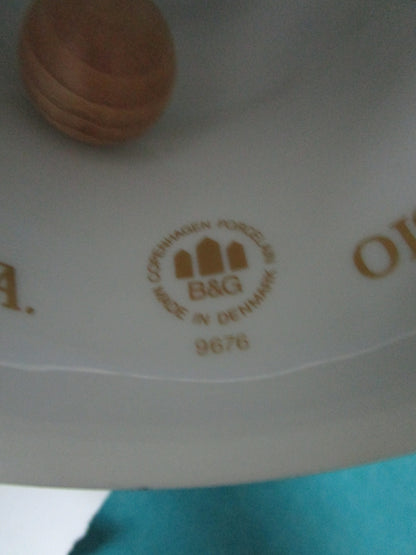 COPENHAGEN PORCELAIN
B&G
MADE IN DENMARK
9676
A.